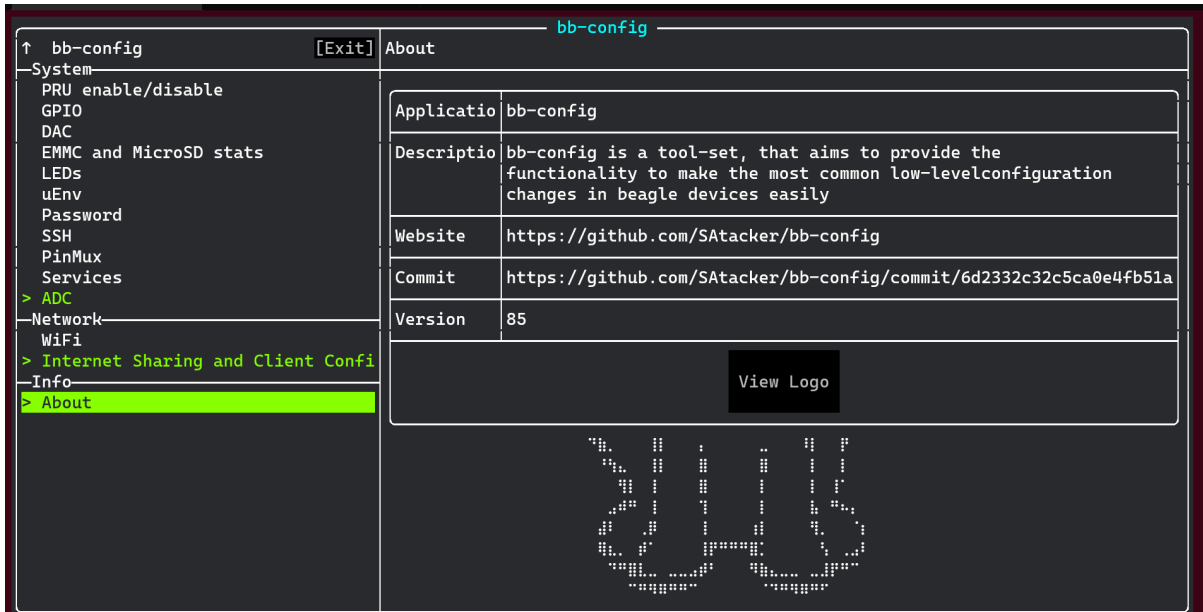 bb-config
↑ bb-config [Exit]
System
PRU enable/disable
GPIO
DAC
EMMC and MicroSD stats
LEDs
uEnv
Password
SSH
PinMux
Services
> ADC
Network
WiFi
> Internet Sharing and Client Confi
Info
> About
About
Applicatio bb-config
Descriptio bb-config is a tool-set, that aims to provide the
functionality to make the most common low-levelconfiguration
changes in beagle devices easily
Website https://github.com/SAtacker/bb-config
Commit https://github.com/SAtacker/bb-config/commit/6d2332c32c5ca0e4fb51a
Version 85
View Logo